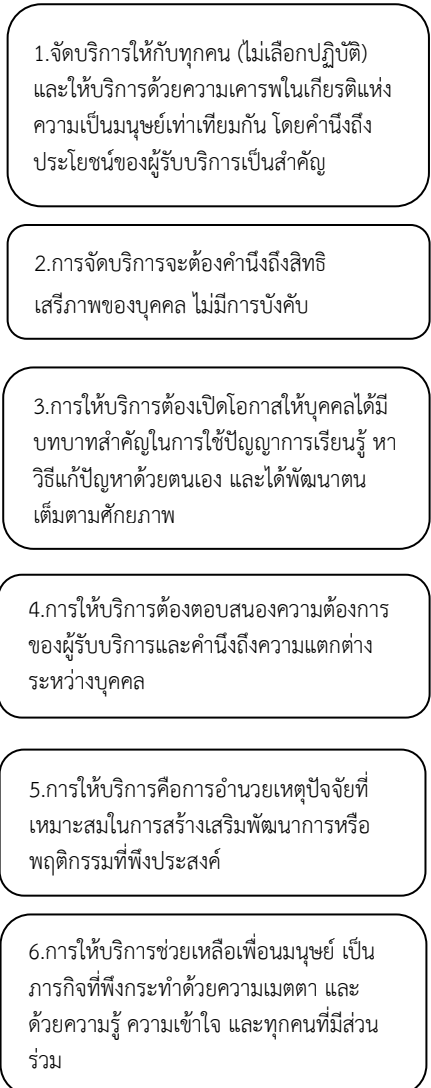 1.จัดบริการให้กับทุกคน (ไม่เลือกปฏิบัติ)
และให้บริการด้วยความเคารพในเกียรติแห่ง
ความเป็นมนุษย์เท่าเทียมกัน โดยคำนึงถึง
ประโยชน์ของผู้รับบริการเป็นสำคัญ
2.การจัดบริการจะต้องคำนึงถึงสิทธิ
เสรีภาพของบุคคล ไม่มีการบังคับ
3.การให้บริการต้องเปิดโอกาสให้บุคคลได้มี
บทบาทสำคัญในการใช้ปัญญาการเรียนรู้ หา
วิธีแก้ปัญหาด้วยตนเอง และได้พัฒนาตน
เต็มตามศักยภาพ
4.การให้บริการต้องตอบสนองความต้องการ
ของผู้รับบริการและคำนึงถึงความแตกต่าง
ระหว่างบุคคล
5.การให้บริการคือการอำนวยเหตุปัจจัยที่
เหมาะสมในการสร้างเสริมพัฒนาการหรือ
พฤติกรรมที่พึงประสงค์
6.การให้บริการช่วยเหลือเพื่อนมนุษย์ เป็น
ภารกิจที่พึงกระทำด้วยความเมตตา และ
ด้วยความรู้ ความเข้าใจ และทุกคนที่มีส่วน
ร่วม